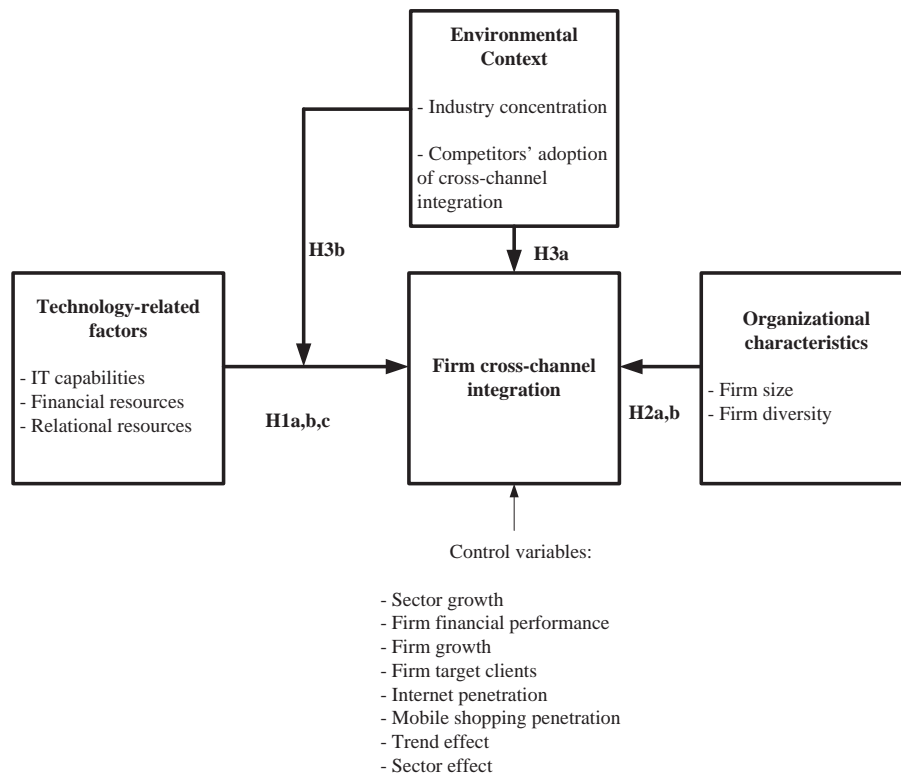 Environmental
Context
- Industry concentration
- Competitors’ adoption
of cross-channel
integration
H3b
H3a
Technology-related
factors
- IT capabilities
- Financial resources
- Relational resources
H1a,b,c
Firm cross-channel
integration
H2a,b
Organizational
characteristics
- Firm size
- Firm diversity
Control variables:
- Sector growth
- Firm financial performance
- Firm growth
- Firm target clients
- Internet penetration
- Mobile shopping penetration
- Trend effect
- Sector effect